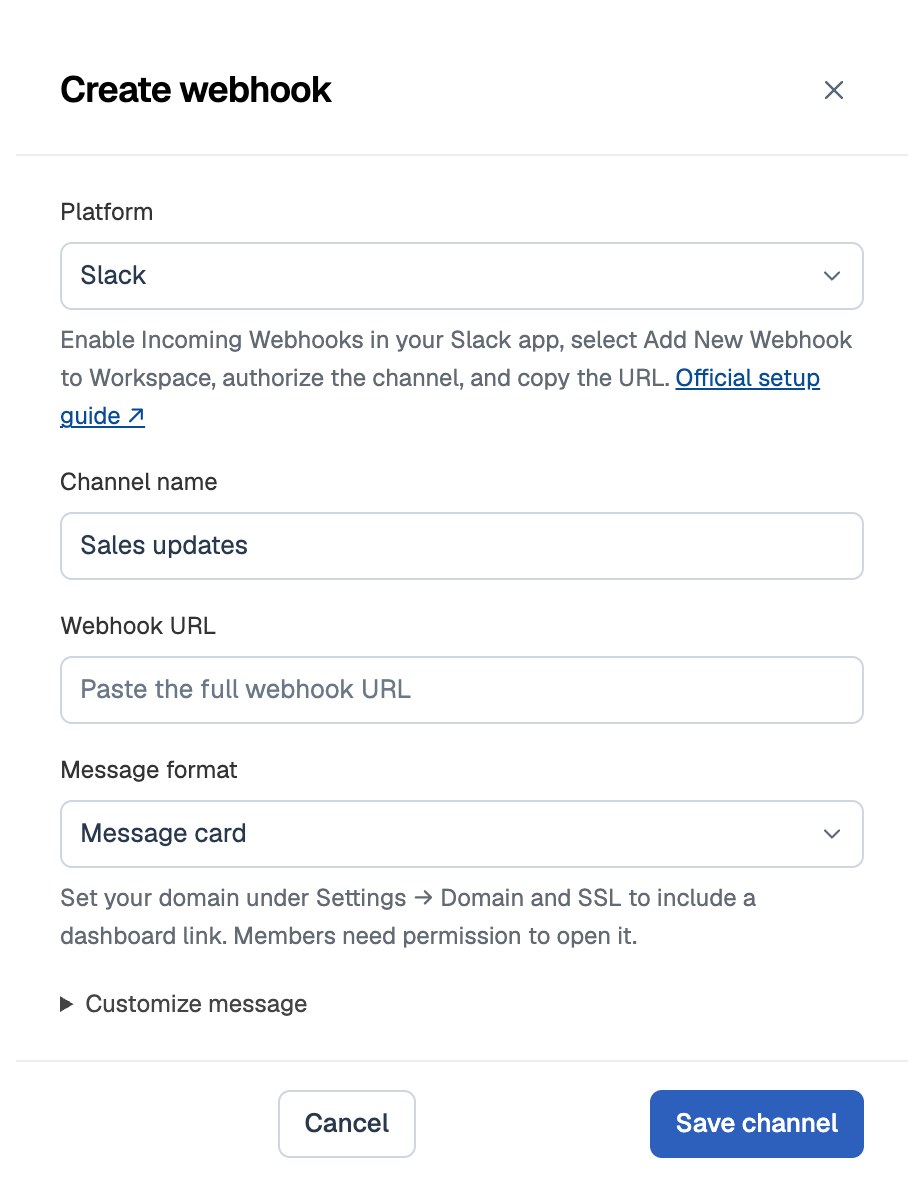 Create webhook
Platform
Slack
Enable Incoming Webhooks in your Slack app, select Add New Webhook
to Workspace, authorize the channel, and copy the URL. Official setup
guide ↗
Channel name
Sales updates
Webhook URL
Paste the full webhook URL
Message format
Message card
Set your domain under Settings → Domain and SSL to include a
dashboard link. Members need permission to open it.
▶ Customize message
Cancel
Save channel